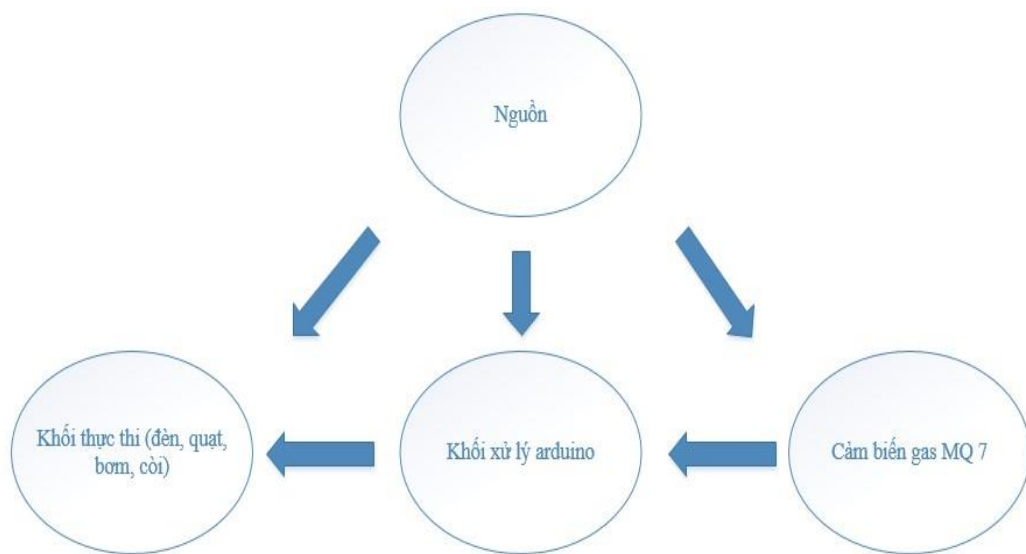 Nguồn
Khối thực thi (đèn, quạt,
bơm, còi)
Khối xử lý arduino
Cảm biến gas MQ 7